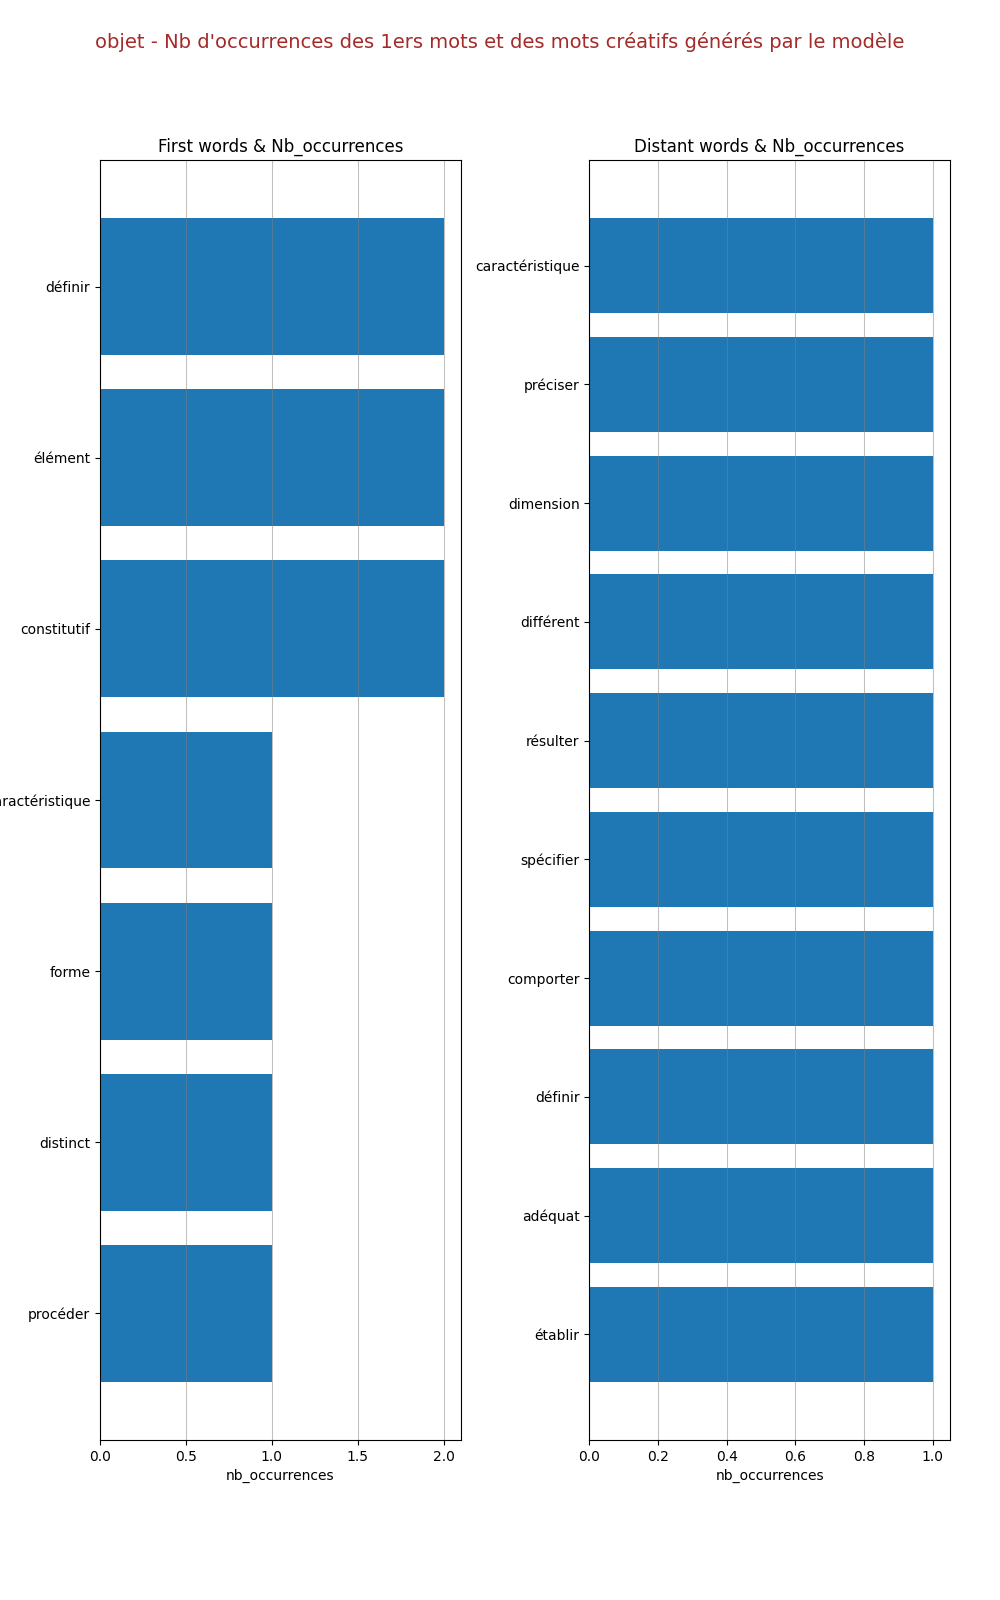 objet - Nb d'occurrences des 1ers mots et des mots créatifs générés par le modèle
First words & Nb_occurrences
définir
élément
constitutif
ractéristique
forme
distinct
procéder
0.0 0.5 1.0 1.5 2.0
nb_occurrences
Distant words & Nb_occurrences
caractéristique
préciser
dimension
différent
résulter
spécifier
comporter
définir
adéquat
établir
0.0 0.2 0.4 0.6 0.8 1.0
nb_occurrences